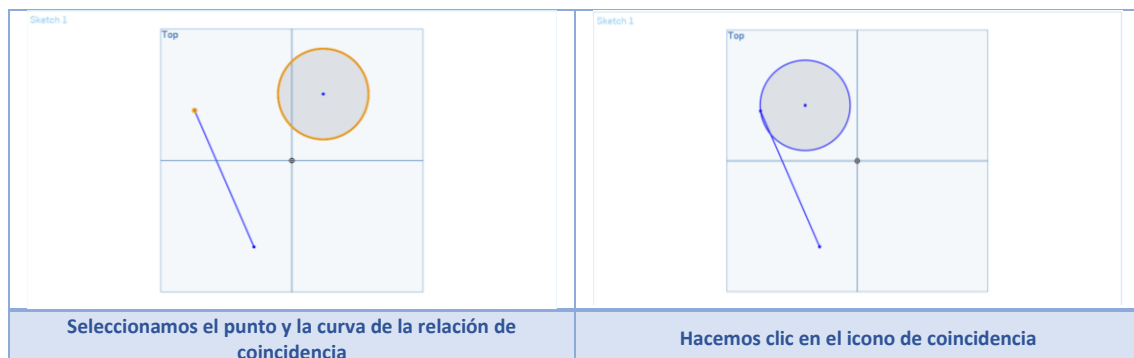 Sketch 1
Top
Sketch 1
Top
Seleccionamos el punto y la curva de la relación de
coincidencia
Hacemos clic en el icono de coincidencia